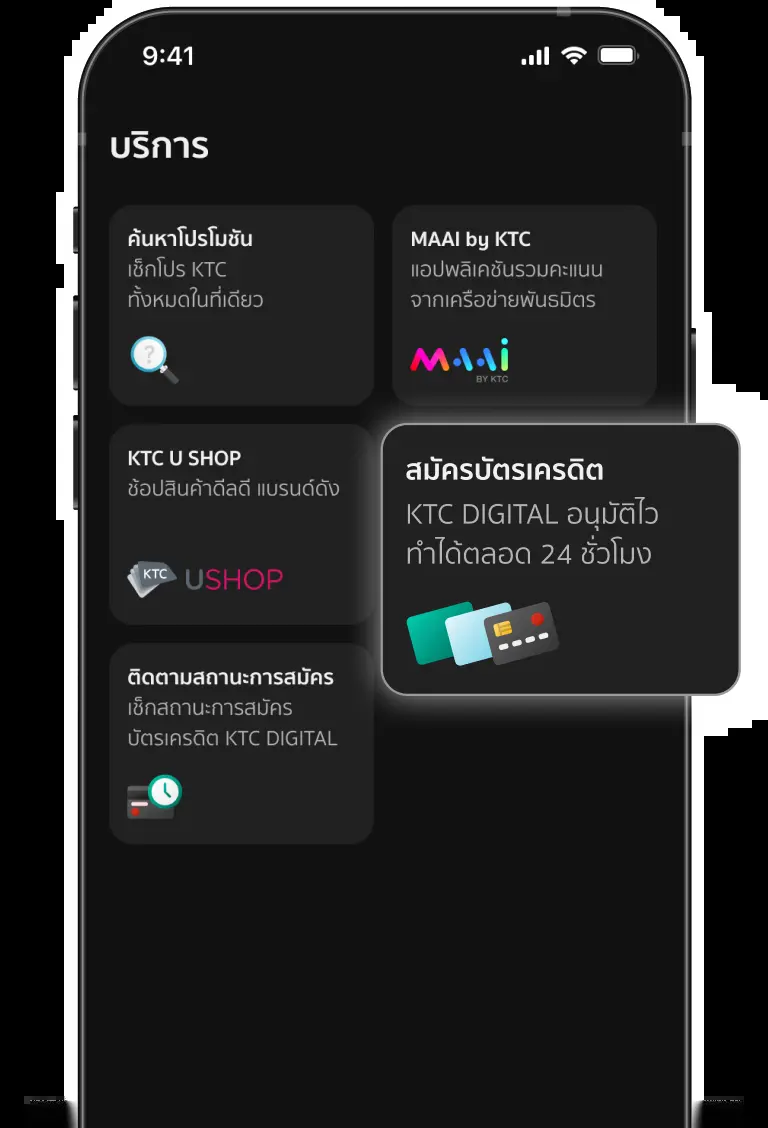 9:41
บริการ
ค้นหาโปรโมชัน
เช็กโปร KTC
ทั้งหมดในที่เดียว
?
MAAI by KTC
แอปพลิเคชันรวมคะแนน
จากเครือข่ายพันธมิตร
MAAI
BY KTC
KTC U SHOP
ช้อปสินค้าดีลดี แบรนด์ดัง
KTC USHOP
สมัครบัตรเครดิต
KTC DIGITAL อนุมัติไว
ทำได้ตลอด 24 ชั่วโมง
ติดตามสถานะการสมัคร
เช็กสถานะการสมัคร
บัตรเครดิต KTC DIGITAL